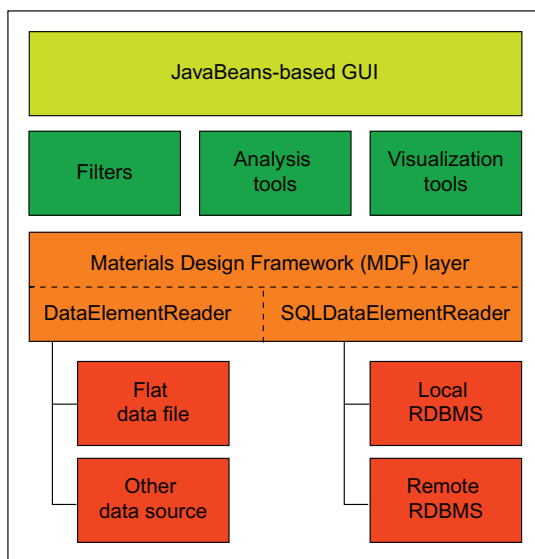 JavaBeans-based GUI
Filters
Analysis
tools
Visualization
tools
Materials Design Framework (MDF) layer
DataElementReader
SQLDataElementReader
Flat
data file
Local
RDBMS
Other
data source
Remote
RDBMS